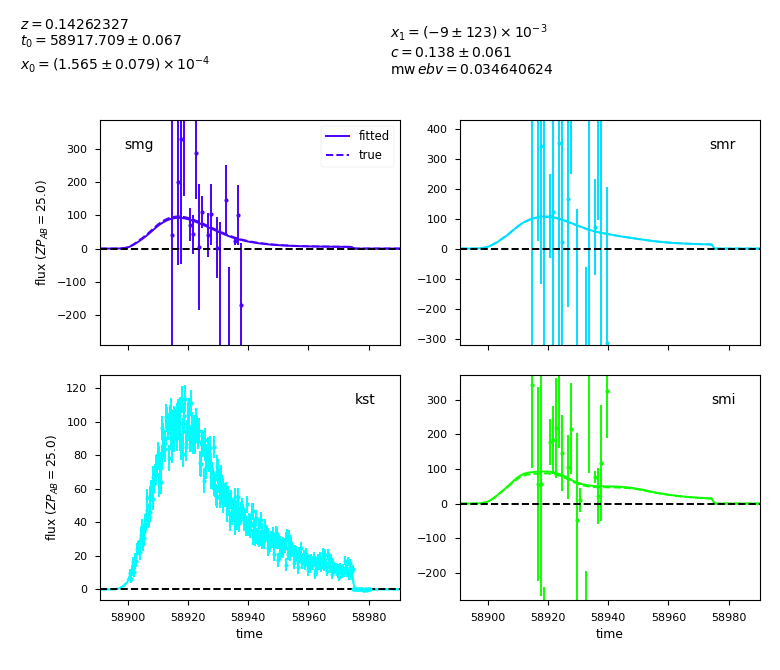 z = 0.14262327
t0 = 58917.709 ± 0.067
x0 = (1.565 ± 0.079) × 10^−4
x1 = (−9 ± 123) × 10^−3
c = 0.138 ± 0.061
mw ebv = 0.034640624
smg
fitted
true
flux (ZP_AB = 25.0)
300
200
100
0
−100
−200
smr
400
300
200
100
0
−100
−200
−300
kst
flux (ZP_AB = 25.0)
120
100
80
60
40
20
0
58900 58920 58940 58960 58980
time
smi
300
200
100
0
−100
−200
58900 58920 58940 58960 58980
time